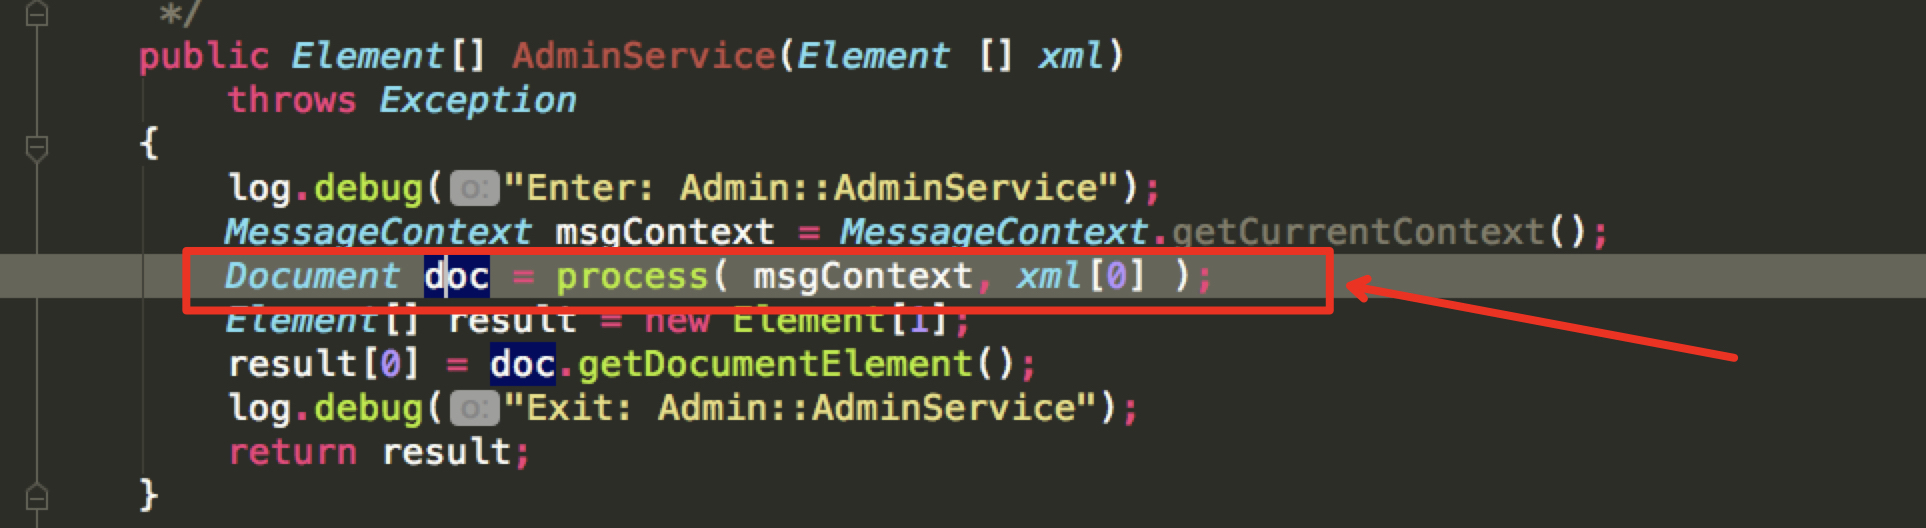 */
public Element[] AdminService(Element [] xml)
throws Exception
{
log.debug( o: "Enter: Admin::AdminService");
MessageContext msgContext = MessageContext.getCurrentContext();
Document doc = process( msgContext, xml[0] );
Element[] result = new Element[1];
result[0] = doc.getDocumentElement();
log.debug( o: "Exit: Admin::AdminService");
return result;
}